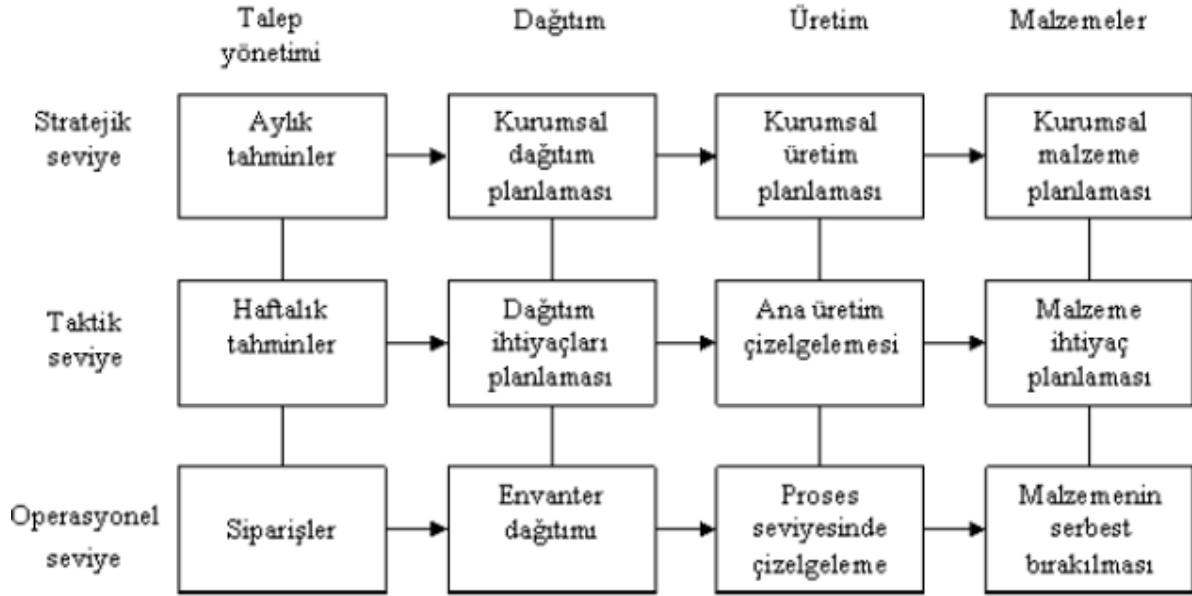 Talep
yönetimi
Dağıtım
Üretim
Malzemeler
Stratejik
seviye
Aylık
tahminler
Kurumsal
dağıtım
planlaması
Kurumsal
üretim
planlaması
Kurumsal
malzeme
planlaması
Taktik
seviye
Haftalık
tahminler
Dağıtım
ihtiyaçları
planlaması
Ana üretim
çizelgelemesi
Malzeme
ihtiyaç
planlaması
Operasyonel
seviye
Siparişler
Envanter
dağıtımı
Proses
seviyesinde
çizelgeleme
Malzemenin
serbest
bırakılması